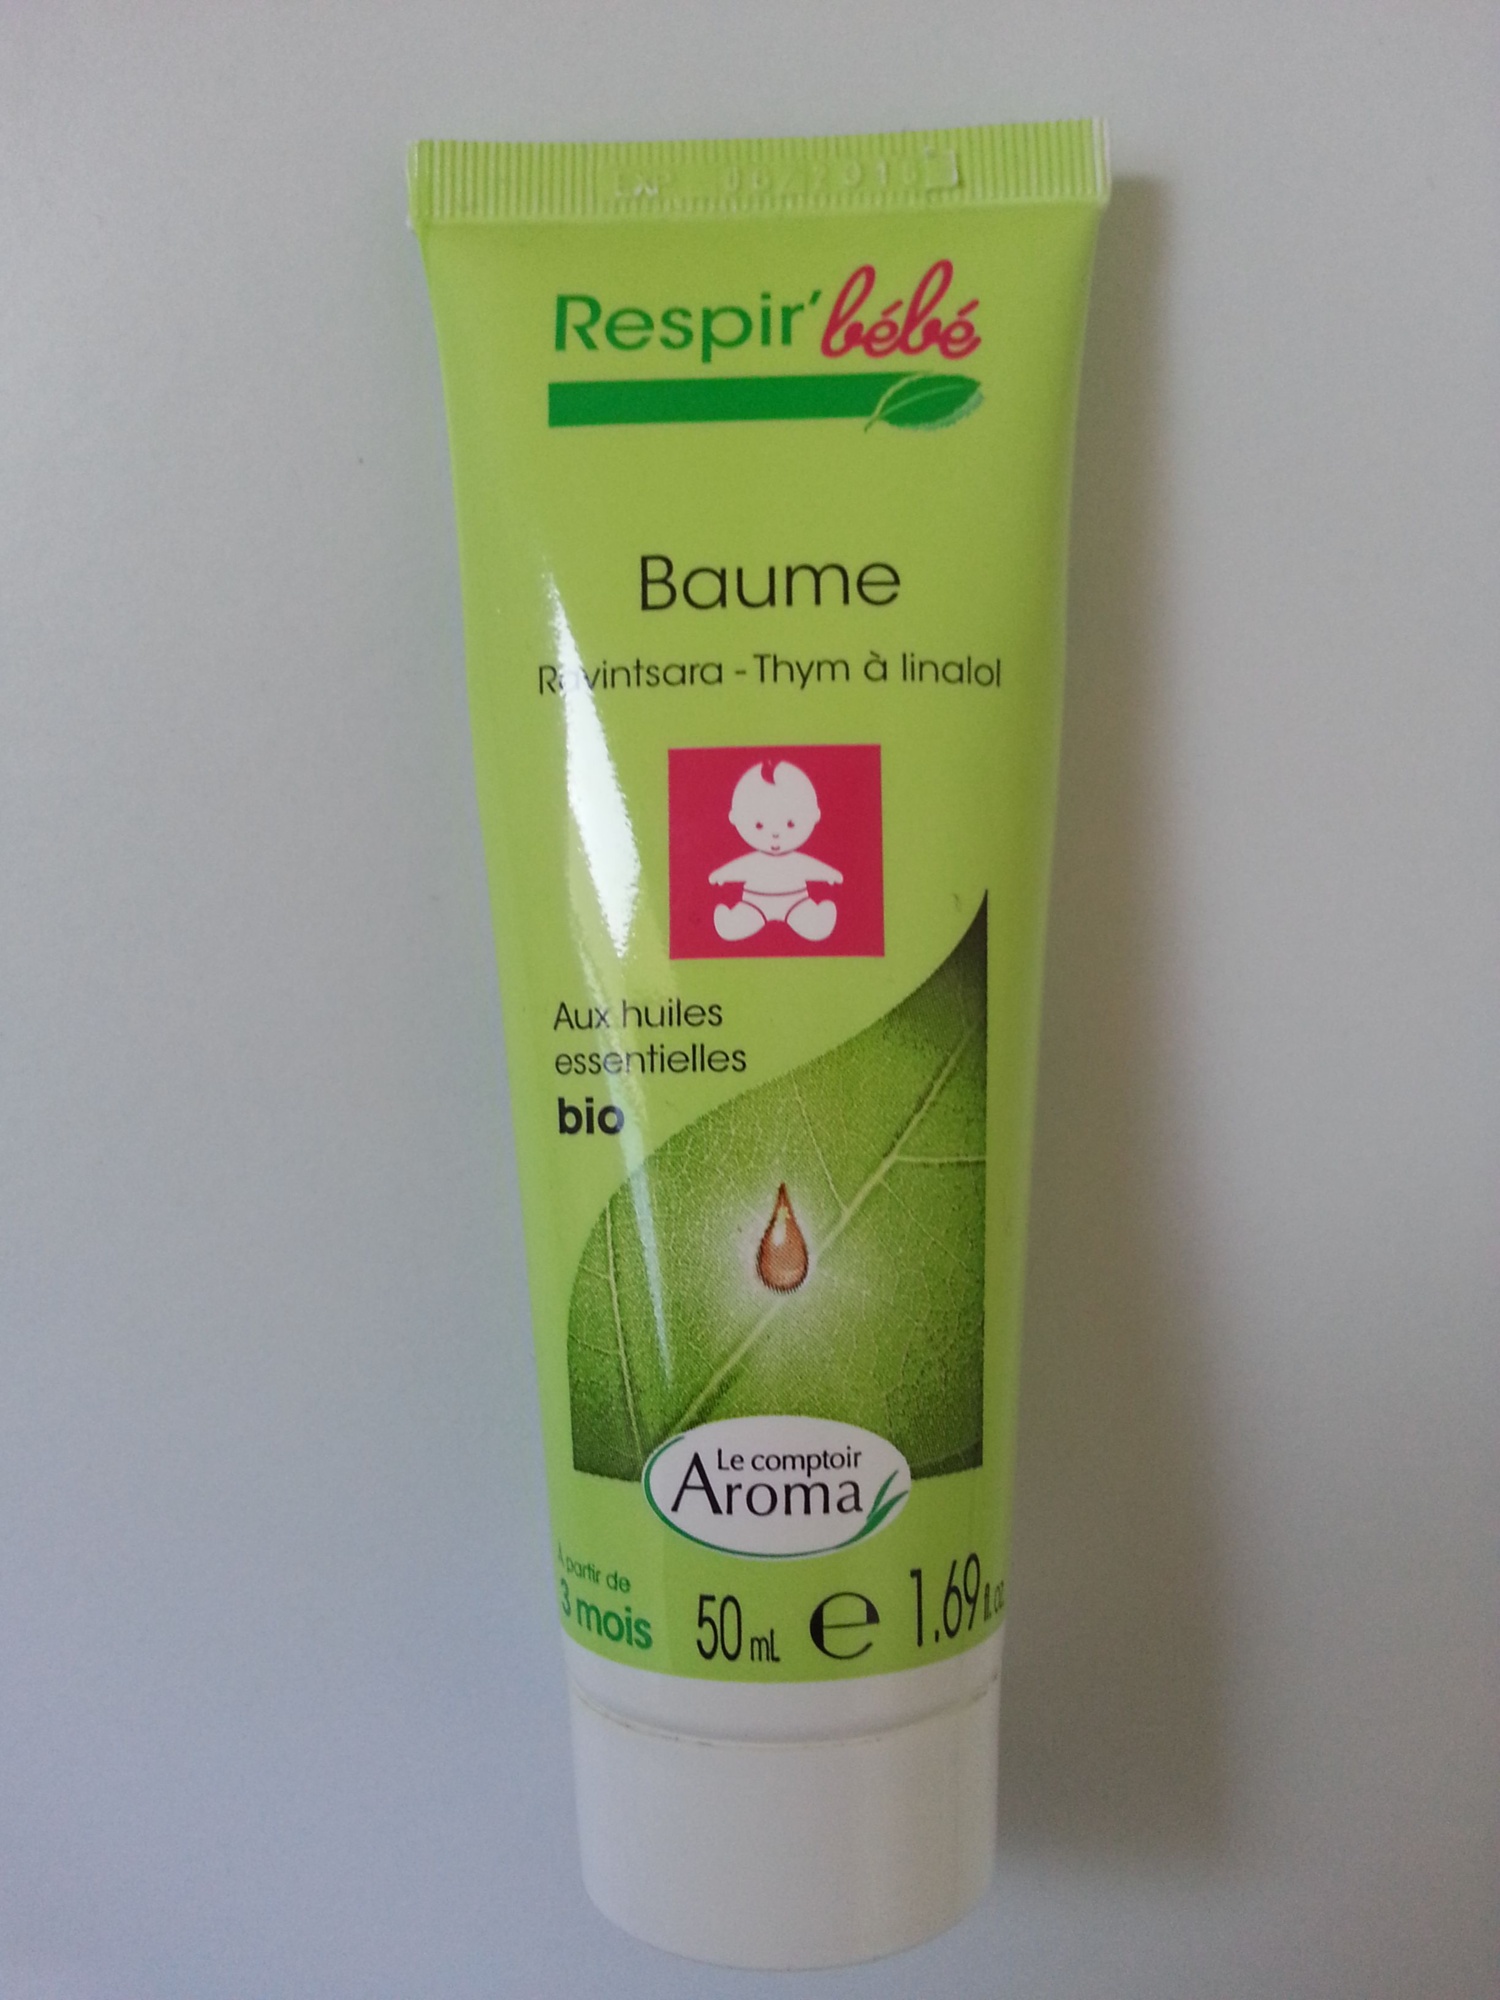 EXP
Respir'bébé
Baume
Ravintsara - Thym à linalol
Aux huiles
essentielles
bio
Le comptoir
Aroma
À partir de
3 mois
50 mL e 1.69 fl. oz